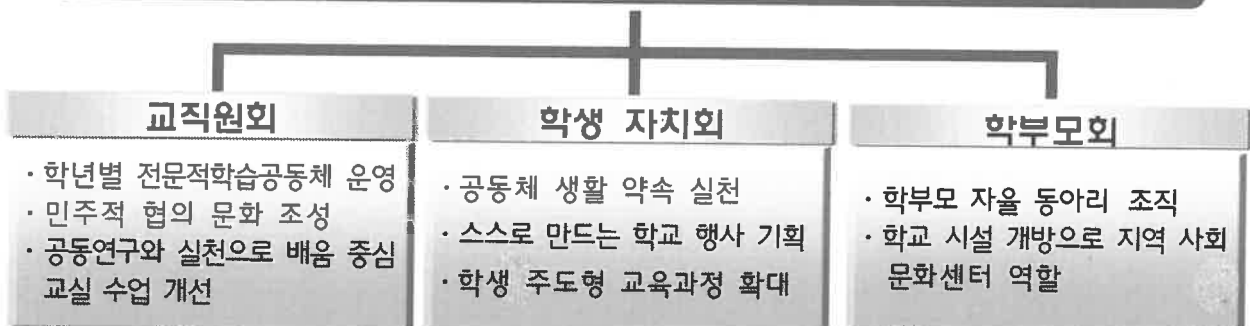 교직원회
· 학년별 전문적학습공동체 운영
· 민주적 협의 문화 조성
· 공동연구와 실천으로 배움 중심
교실 수업 개선
학생 자치회
· 공동체 생활 약속 실천
· 스스로 만드는 학교 행사 기획
· 학생 주도형 교육과정 확대
학부모회
· 학부모 자율 동아리 조직
· 학교 시설 개방으로 지역 사회
문화센터 역할